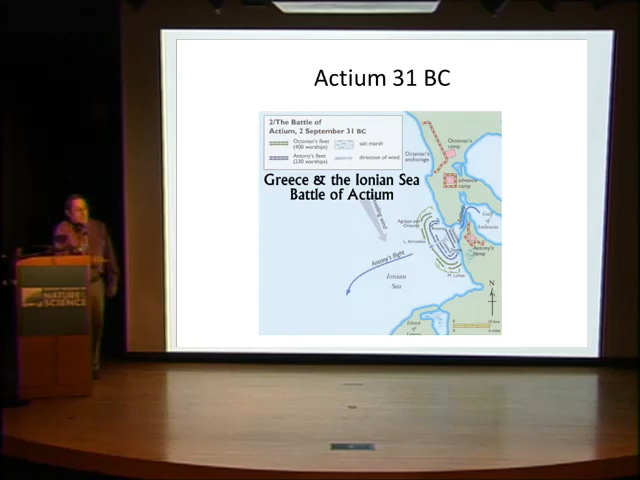 Actium 31 BC
2/The Battle of
Actium, 2 September 31 BC
Octavian's fleet
(400 warships)
salt marsh
Antony's fleet
(230 warships)
direction of wind
Octavian's
camp
Octavian's
anchorage
camp
Greece & the Ionian Sea
Battle of Actium
Gulf
of
Antony's
camp
Antony's flight
Ionian
Sea
N
NATURE
SCIENCE